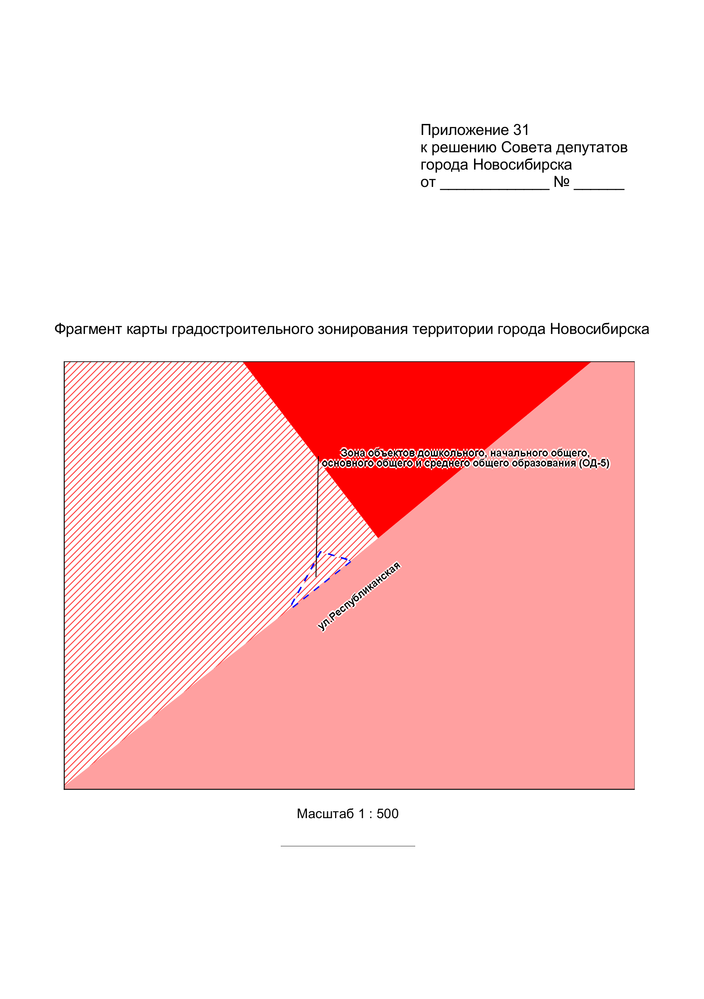 Приложение 31
к решению Совета депутатов
города Новосибирска
от _____________ № ______
Фрагмент карты градостроительного зонирования территории города Новосибирска
Зона объектов дошкольного, начального общего,
основного общего и среднего общего образования (ОД-5)
ул.Республиканская
Масштаб 1 : 500